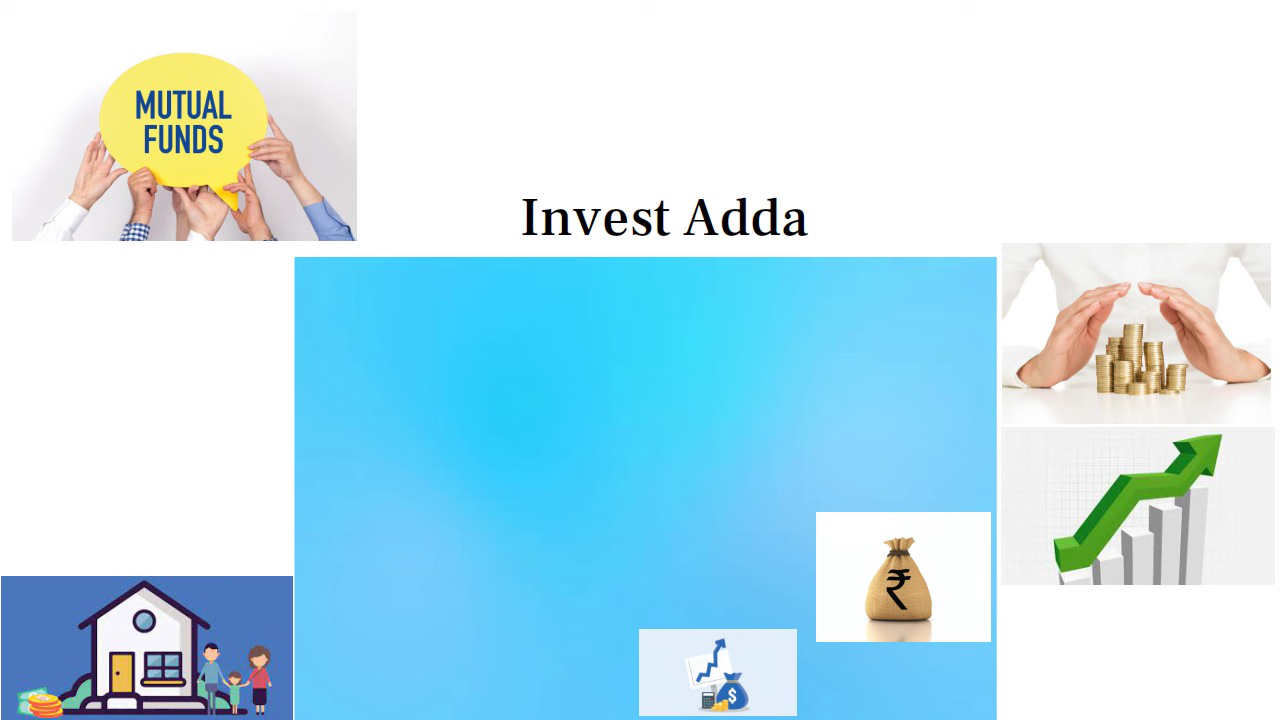 MUTUAL
FUNDS
Invest Adda
₹
$